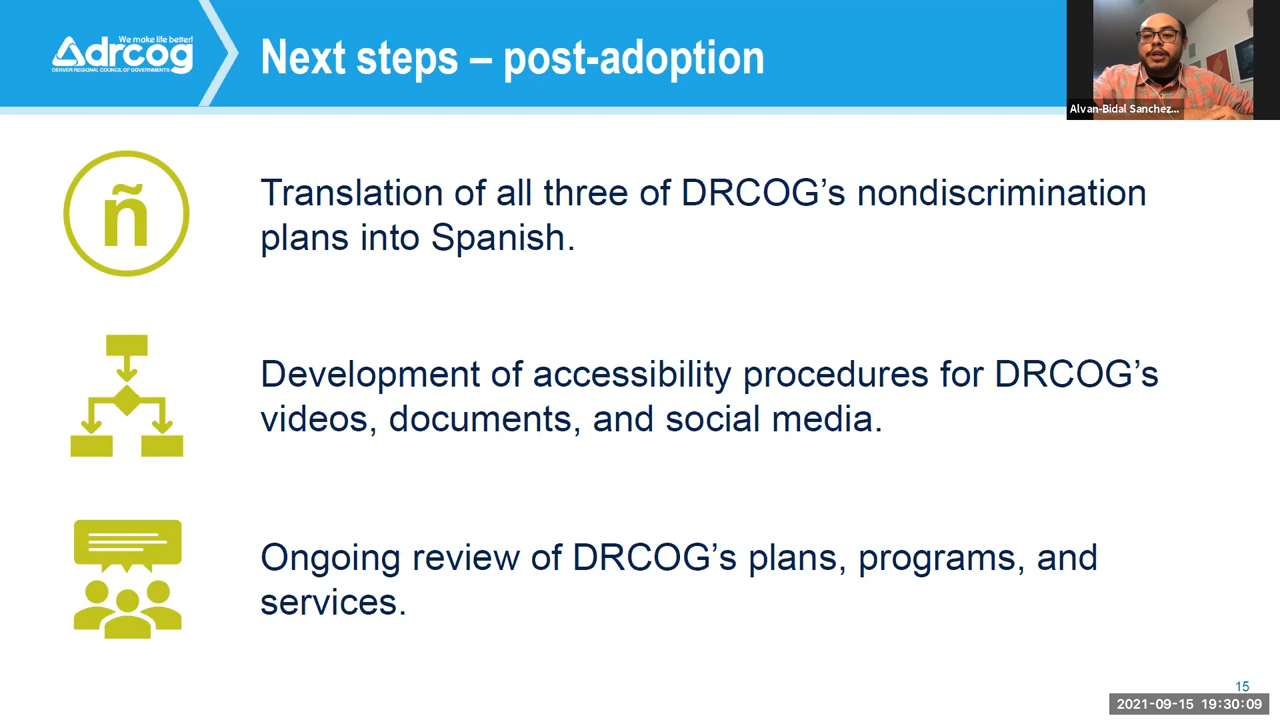 We make life better!
drcog
DENVER REGIONAL COUNCIL OF GOVERNMENTS
Next steps – post-adoption
Alvan-Bidal Sanchez...
ñ
Translation of all three of DRCOG’s nondiscrimination
plans into Spanish.
Development of accessibility procedures for DRCOG’s
videos, documents, and social media.
Ongoing review of DRCOG’s plans, programs, and
services.
15
2021-09-15 19:30:09